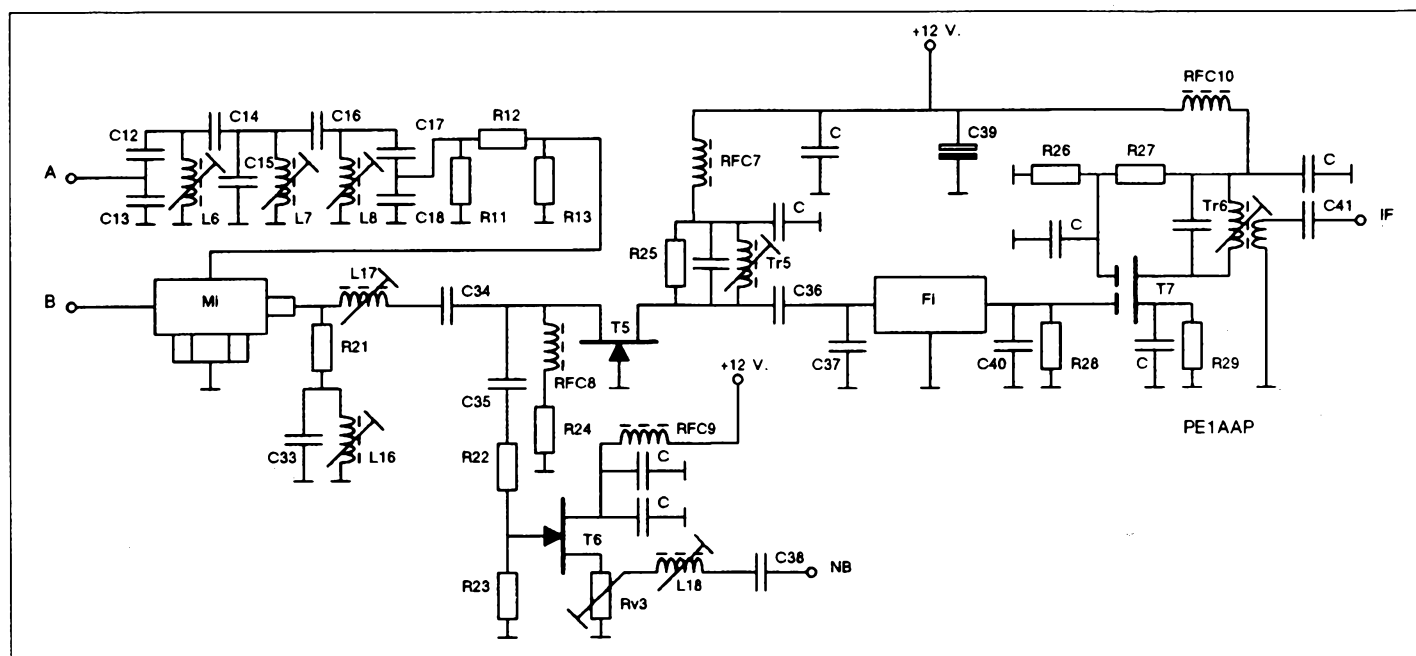 +12 V.
RFC10
C14
C16
C12
C17
R12
C
C39
RFC7
R26
R27
C
A
C15
C13
L6
L7
L8
C18
R11
R13
C
C
Tr6
C41
IF
R25
Tr5
L17
B
Mi
C34
C36
Fi
T7
T5
R21
RFC8
C37
C40
R28
C
R29
+12 V.
C35
PE1AAP
C33
L16
R24
RFC9
R22
C
C
T6
C38
NB
R23
Rv3
L18